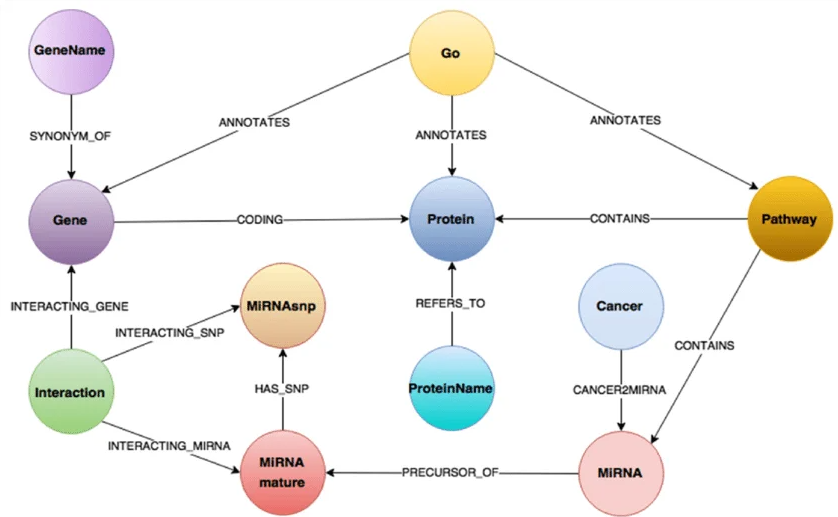 GeneName
Go
ANNOTATES
ANNOTATES
SYNONYM_OF
ANNOTATES
Gene
CODING
Protein
CONTAINS
Pathway
INTERACTING_GENE
MiRNAsnp
REFERS_TO
Cancer
INTERACTING_SNP
CONTAINS
Interaction
HAS_SNP
ProteinName
CANCER2MIRNA
INTERACTING_MIRNA
MiRNA
mature
PRECURSOR_OF
MiRNA